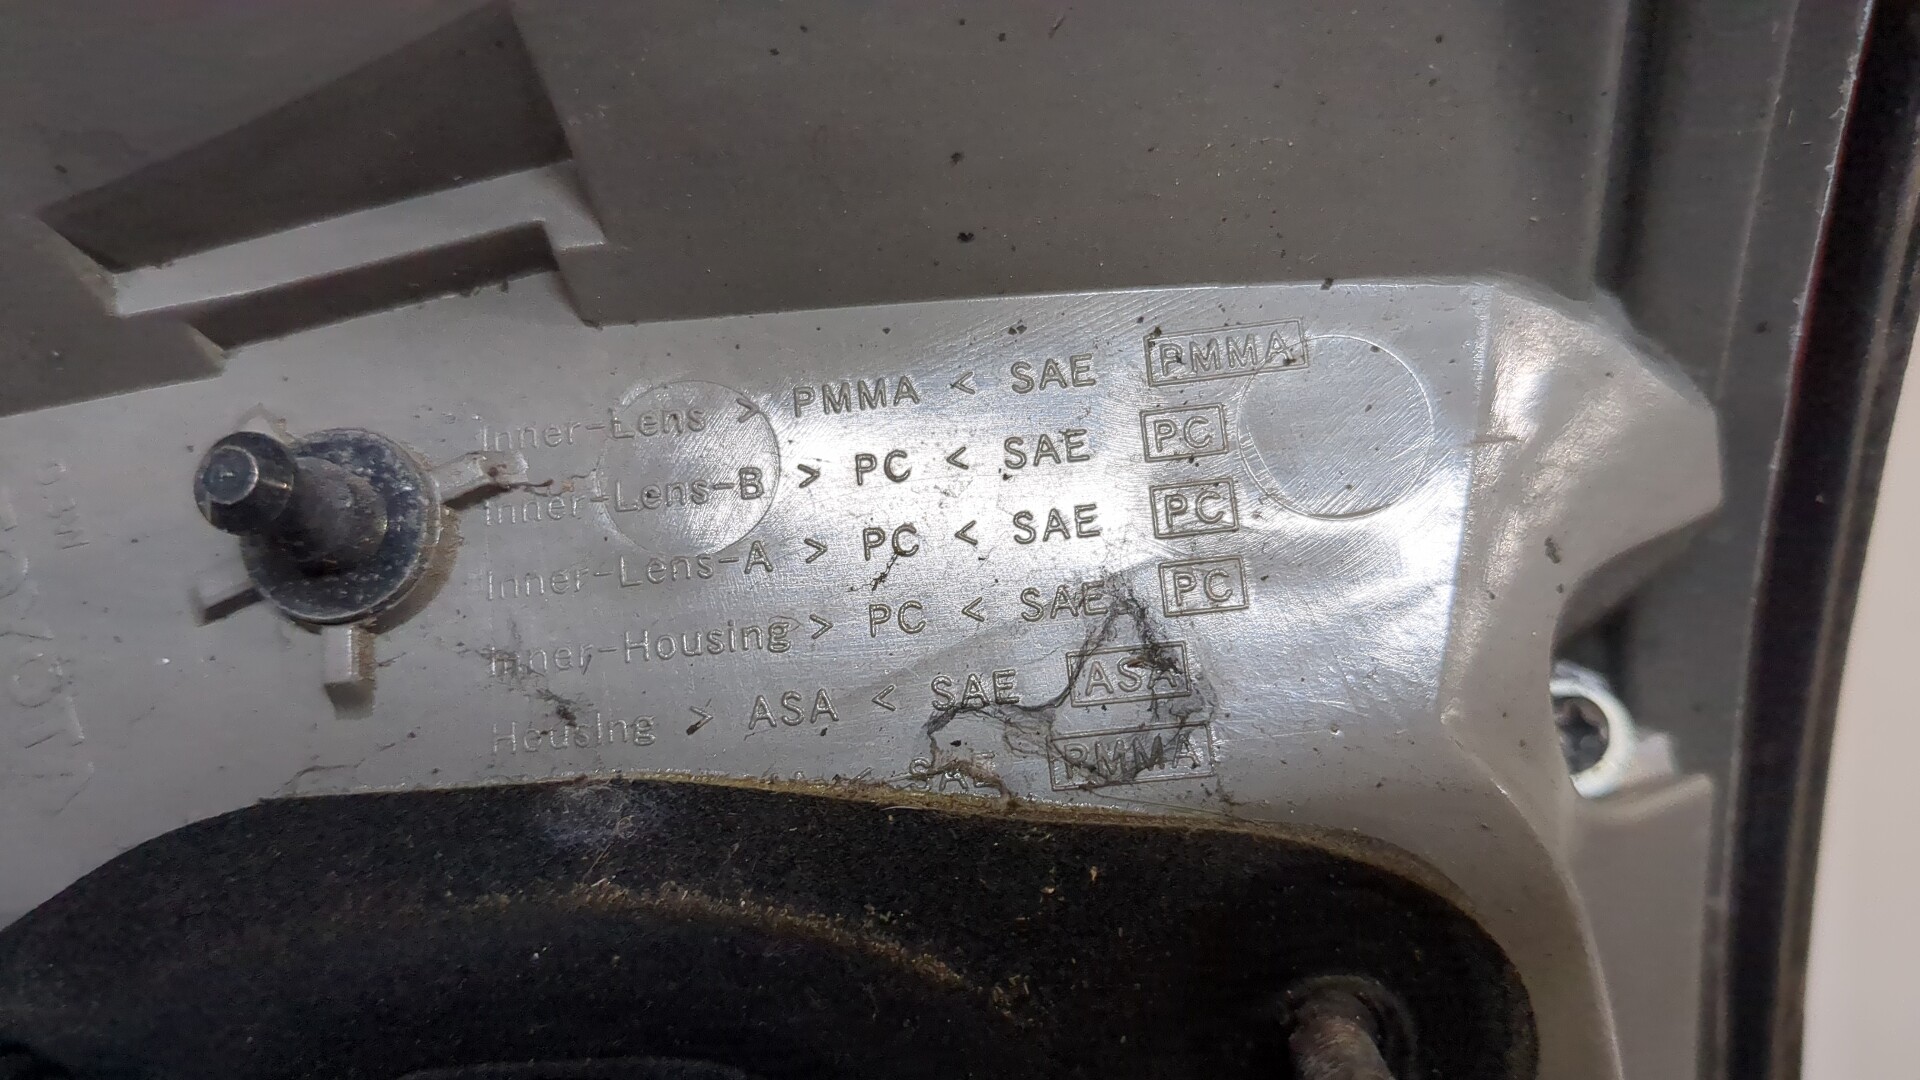 Inner-Lens > PMMA < SAE PMMA
Inner-Lens-B > PC < SAE PC
Inner-Lens-A > PC < SAE PC
Inner-Housing > PC < SAE PC
Housing > ASA < SAE ASA
< SAE PMMA